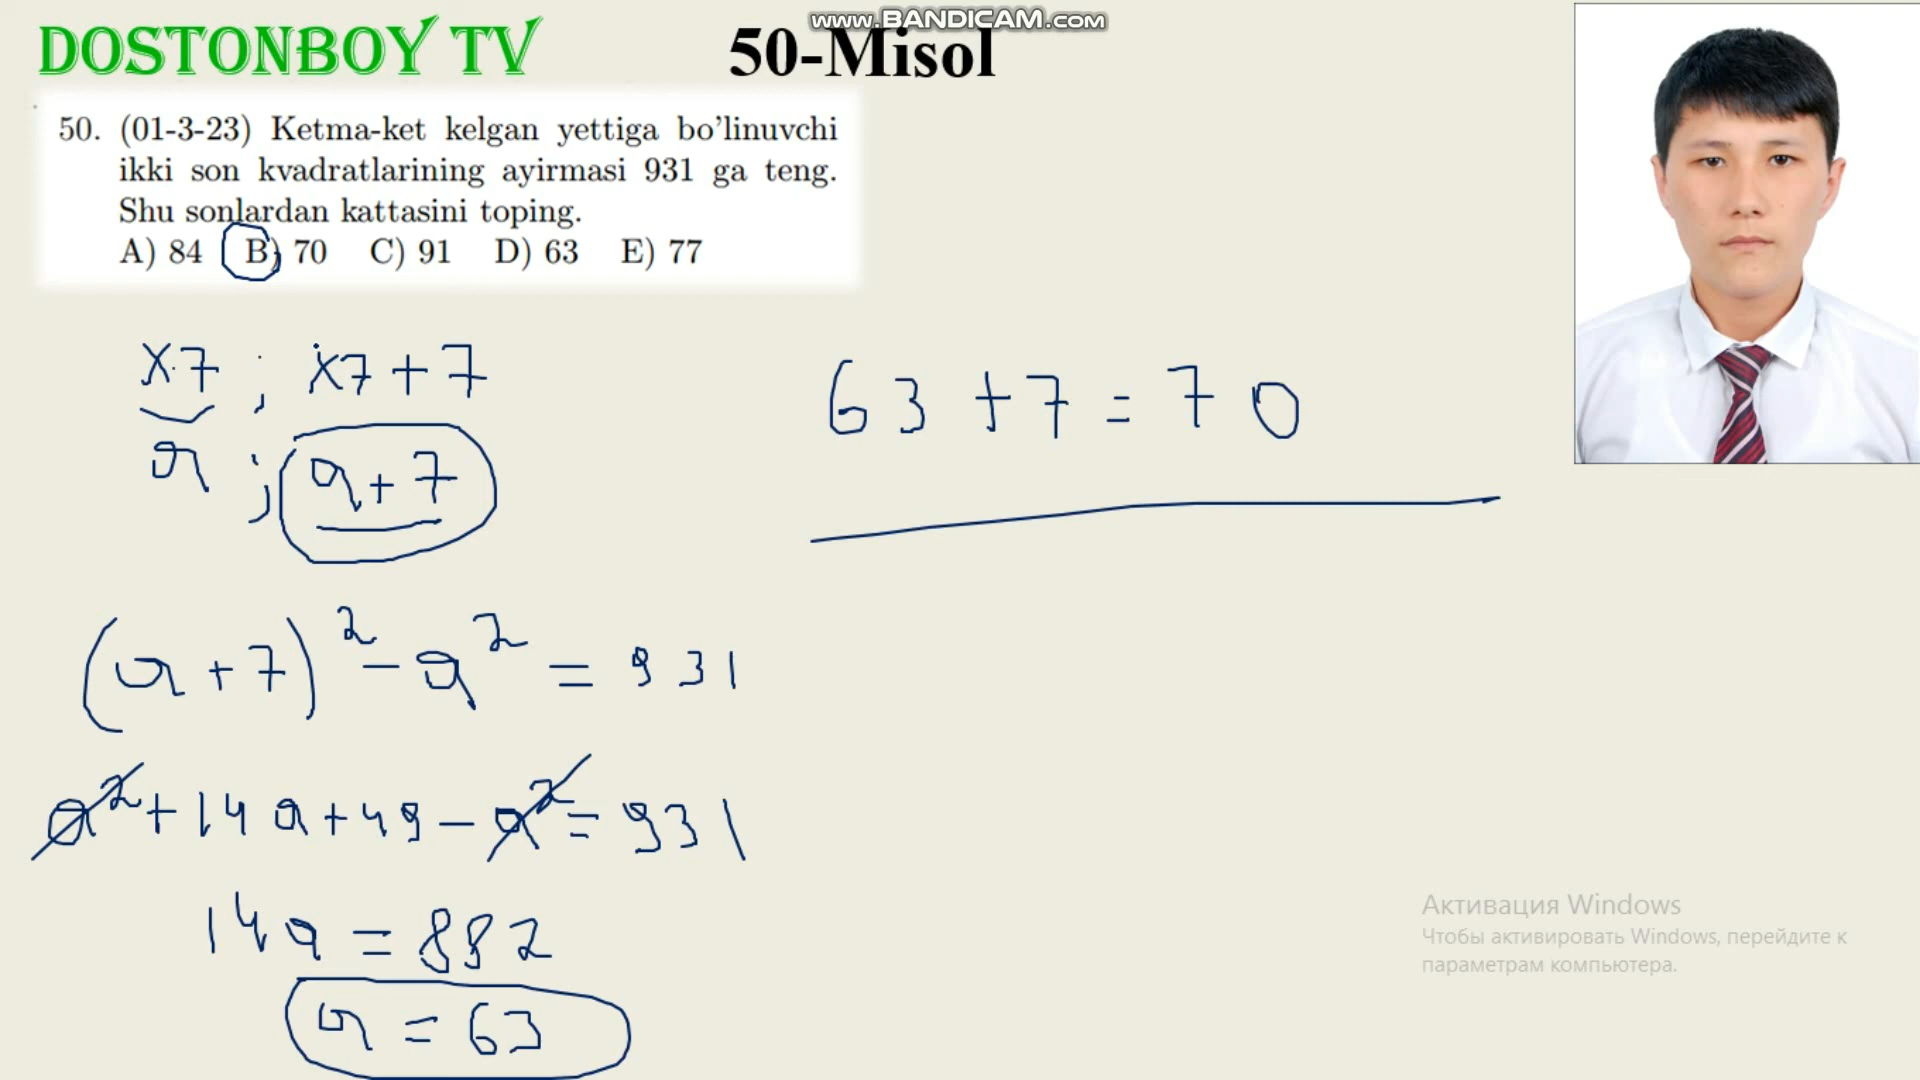 www.BANDICAM.com
DOSTONBOY TV
50-Misol
50. (01-3-23) Ketma-ket kelgan yettiga bo'linuvchi
ikki son kvadratlarining ayirmasi 931 ga teng.
Shu sonlardan kattasini toping.
A) 84 B) 70 C) 91 D) 63 E) 77
x·7 ; x7+7
a ; a+7
(a+7)² - a² = 931
a²+14a+49-a²=931
14a=882
a=63
63+7=70
Активация Windows
Чтобы активировать Windows, перейдите к
параметрам компьютера.